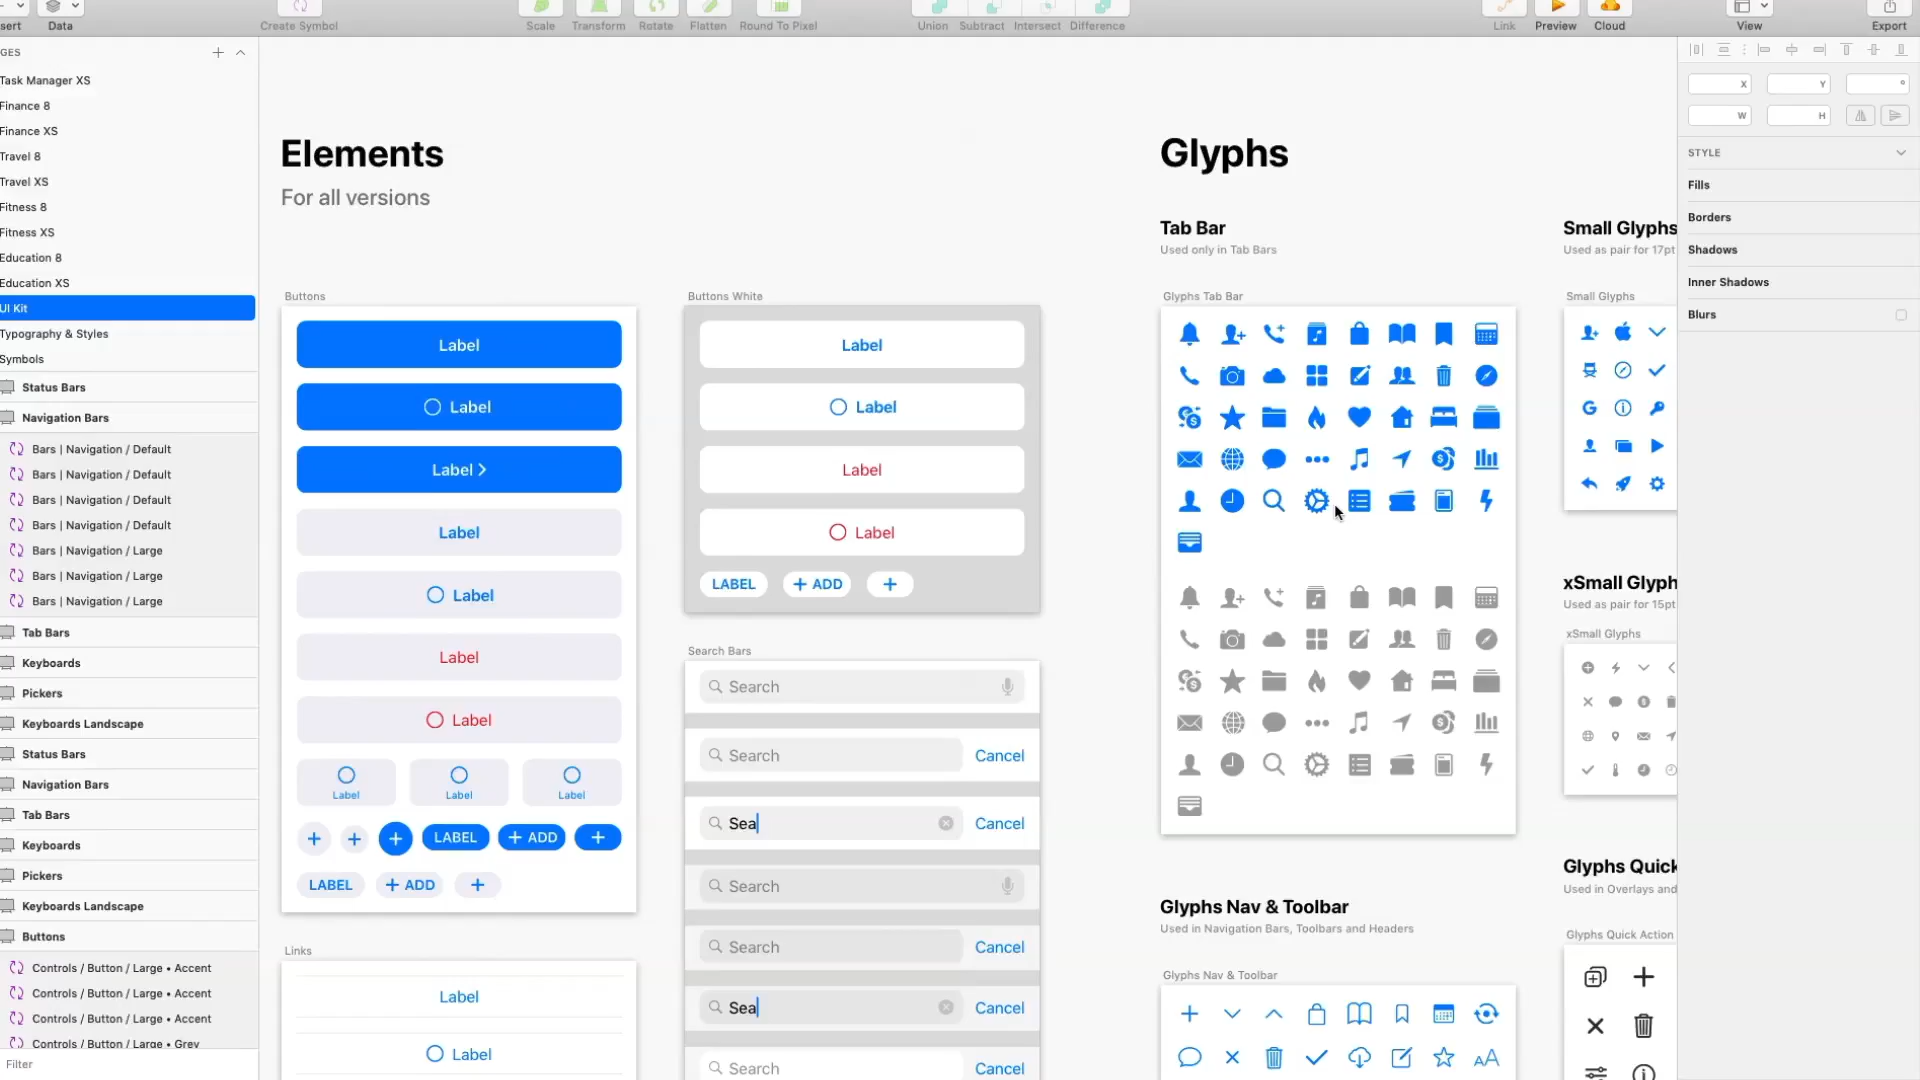 sert
Data
Create Symbol
Scale
Transform
Rotate
Flatten
Round To Pixel
Union
Subtract
Intersect
Difference
Link
Preview
Cloud
View
Export
GES
Task Manager XS
Finance 8
Finance XS
Travel 8
Travel XS
Fitness 8
Fitness XS
Education 8
Education XS
UI Kit
Typography & Styles
Symbols
Status Bars
Navigation Bars
Bars | Navigation / Default
Bars | Navigation / Default
Bars | Navigation / Default
Bars | Navigation / Default
Bars | Navigation / Large
Bars | Navigation / Large
Bars | Navigation / Large
Tab Bars
Keyboards
Pickers
Keyboards Landscape
Status Bars
Navigation Bars
Tab Bars
Keyboards
Pickers
Keyboards Landscape
Buttons
Controls / Button / Large • Accent
Controls / Button / Large • Accent
Controls / Button / Large • Accent
Controls / Button / Large • Grey
Filter
Elements
For all versions
Buttons
Label
Label
Label
Label
Label
Label
Label
Label
Label
Label
LABEL
+ ADD
LABEL
+ ADD
Links
Label
Label
Buttons White
Label
Label
Label
Label
LABEL
+ ADD
Search Bars
Search
Search
Cancel
Sea
Cancel
Search
Search
Cancel
Sea
Cancel
Search
Cancel
Glyphs
Tab Bar
Used only in Tab Bars
Glyphs Tab Bar
Glyphs Nav & Toolbar
Used in Navigation Bars, Toolbars and Headers
Glyphs Nav & Toolbar
AA
Small Glyphs
Used as pair for 17pt
Small Glyphs
G
xSmall Glyph
Used as pair for 15pt
xSmall Glyphs
Glyphs Quick
Used in Overlays and
Glyphs Quick Action
X
Y
°
W
H
STYLE
Fills
Borders
Shadows
Inner Shadows
Blurs